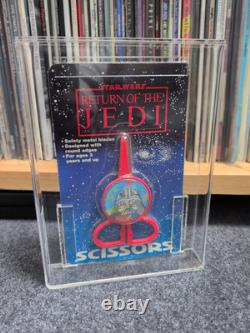 STAR WARS
RETURN OF THE
JEDI
• Safety metal blades
• Designed with
round edges
• For ages 3
years and up
SCISSORS